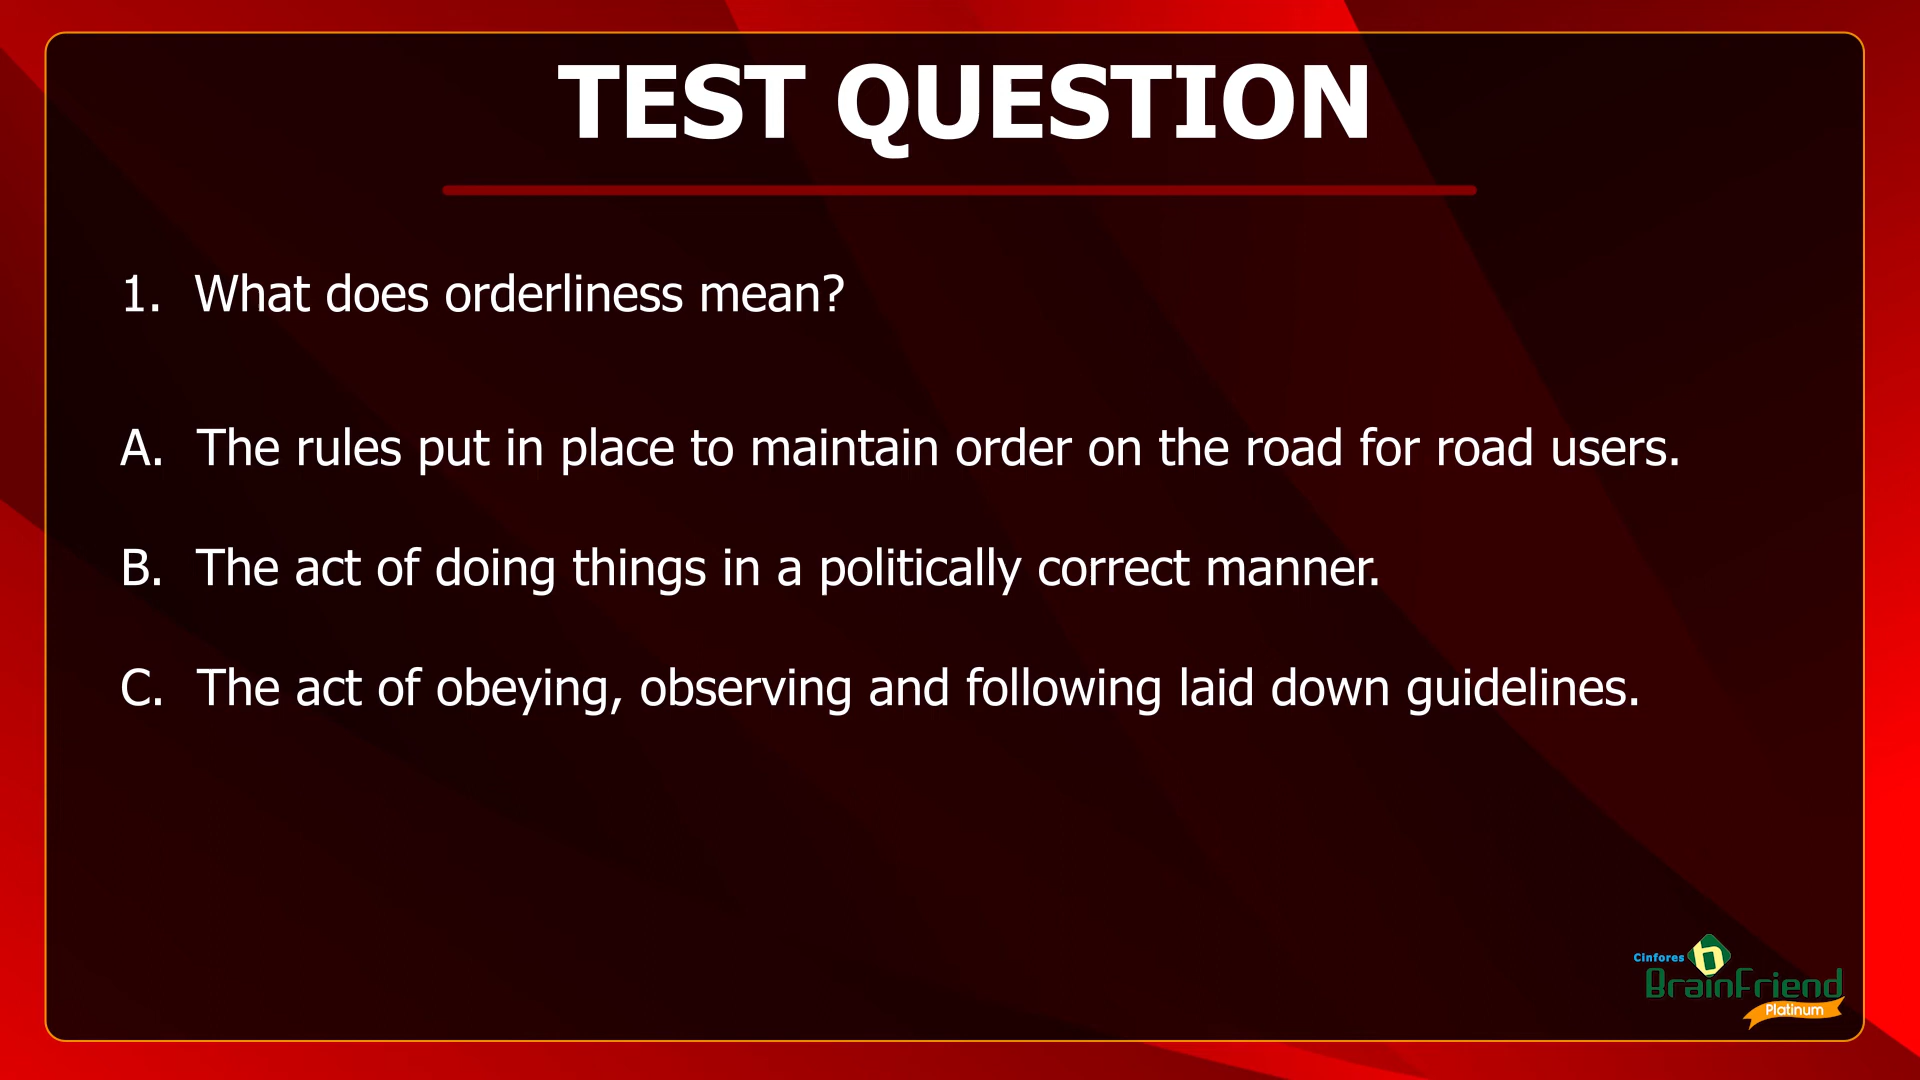 TEST QUESTION
1. What does orderliness mean?
A. The rules put in place to maintain order on the road for road users.
B. The act of doing things in a politically correct manner.
C. The act of obeying, observing and following laid down guidelines.
Cinfores
BrainFriend
Platinum